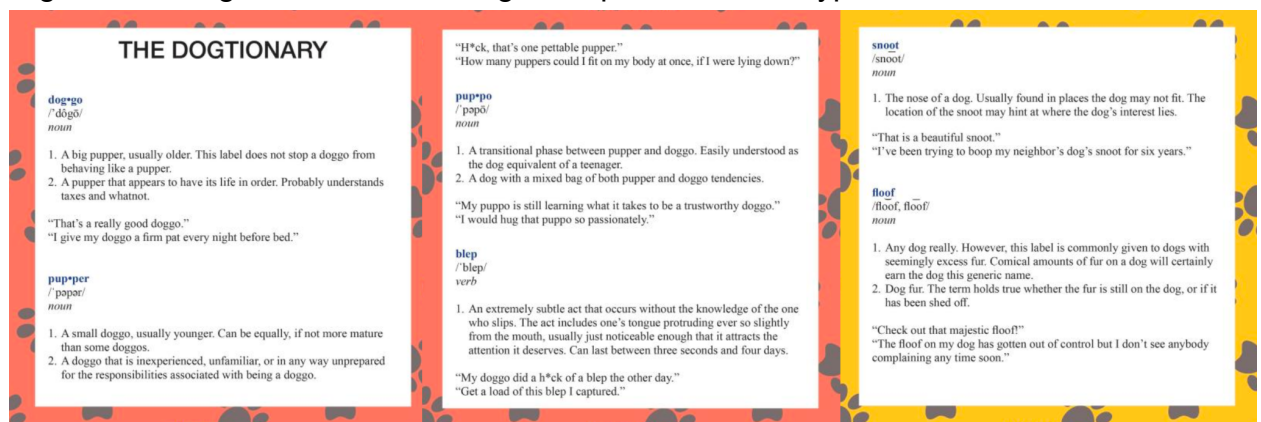 THE DOGTIONARY
dog•go
/'dôgō/
noun
1. A big pupper, usually older. This label does not stop a doggo from
behaving like a pupper.
2. A pupper that appears to have its life in order. Probably understands
taxes and whatnot.
“That’s a really good doggo.”
“I give my doggo a firm pat every night before bed.”
pup•per
/'pəpər/
noun
1. A small doggo, usually younger. Can be equally, if not more mature
than some doggos.
2. A doggo that is inexperienced, unfamiliar, or in any way unprepared
for the responsibilities associated with being a doggo.
“H*ck, that’s one pettable pupper.”
“How many puppers could I fit on my body at once, if I were lying down?”
pup•po
/'pəpō/
noun
1. A transitional phase between pupper and doggo. Easily understood as
the dog equivalent of a teenager.
2. A dog with a mixed bag of both pupper and doggo tendencies.
“My puppo is still learning what it takes to be a trustworthy doggo.”
“I would hug that puppo so passionately.”
blep
/'blep/
verb
1. An extremely subtle act that occurs without the knowledge of the one
who slips. The act includes one’s tongue protruding ever so slightly
from the mouth, usually just noticeable enough that it attracts the
attention it deserves. Can last between three seconds and four days.
“My doggo did a h*ck of a blep the other day.”
“Get a load of this blep I captured.”
snoot
/snoot/
noun
1. The nose of a dog. Usually found in places the dog may not fit. The
location of the snoot may hint at where the dog’s interest lies.
“That is a beautiful snoot.”
“I’ve been trying to boop my neighbor’s dog’s snoot for six years.”
floof
/floof, flo͞of/
noun
1. Any dog really. However, this label is commonly given to dogs with
seemingly excess fur. Comical amounts of fur on a dog will certainly
earn the dog this generic name.
2. Dog fur. The term holds true whether the fur is still on the dog, or if it
has been shed off.
“Check out that majestic floof!”
“The floof on my dog has gotten out of control but I don’t see anybody
complaining any time soon.”